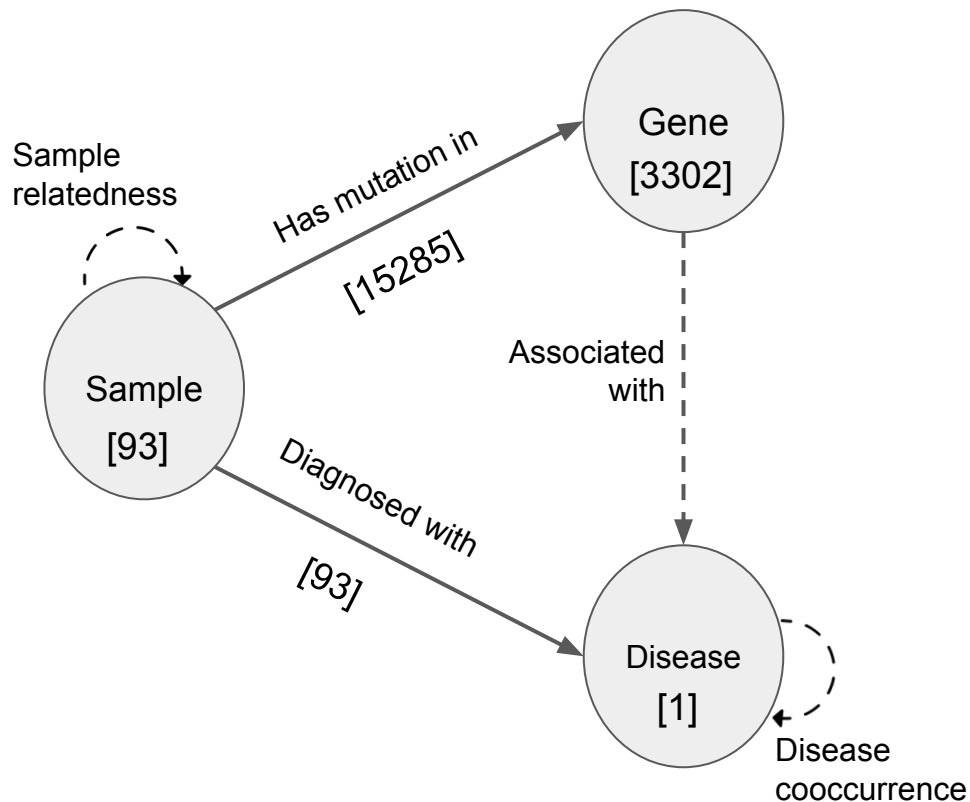 Gene
[3302]
Sample
relatedness
Has mutation in
[15285]
Associated
with
Sample
[93]
Diagnosed with
[93]
Disease
[1]
Disease
cooccurrence